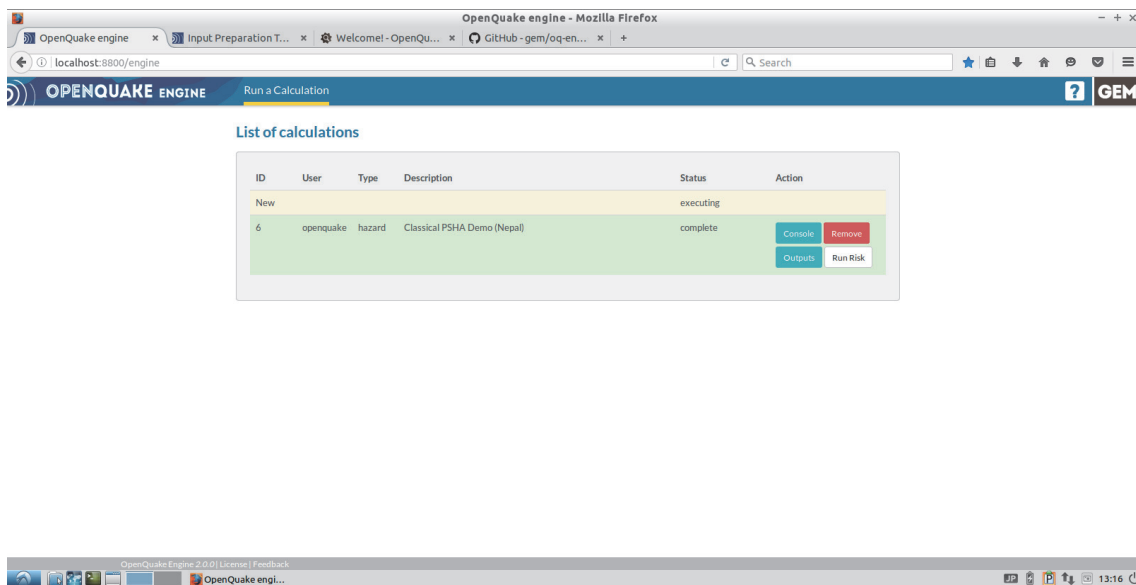 OpenQuake engine - Mozilla Firefox
OpenQuake engine
Input Preparation T...
Welcome! - OpenQu...
GitHub - gem/oq-en...
localhost:8800/engine
Search
OPENQUAKE ENGINE
Run a Calculation
?
GEM
List of calculations
ID User Type Description Status Action
New executing
6 openquake hazard Classical PSHA Demo (Nepal) complete Console Remove
Outputs Run Risk
OpenQuake Engine 2.0.0 | License | Feedback
OpenQuake engi...
JP
P
13:16